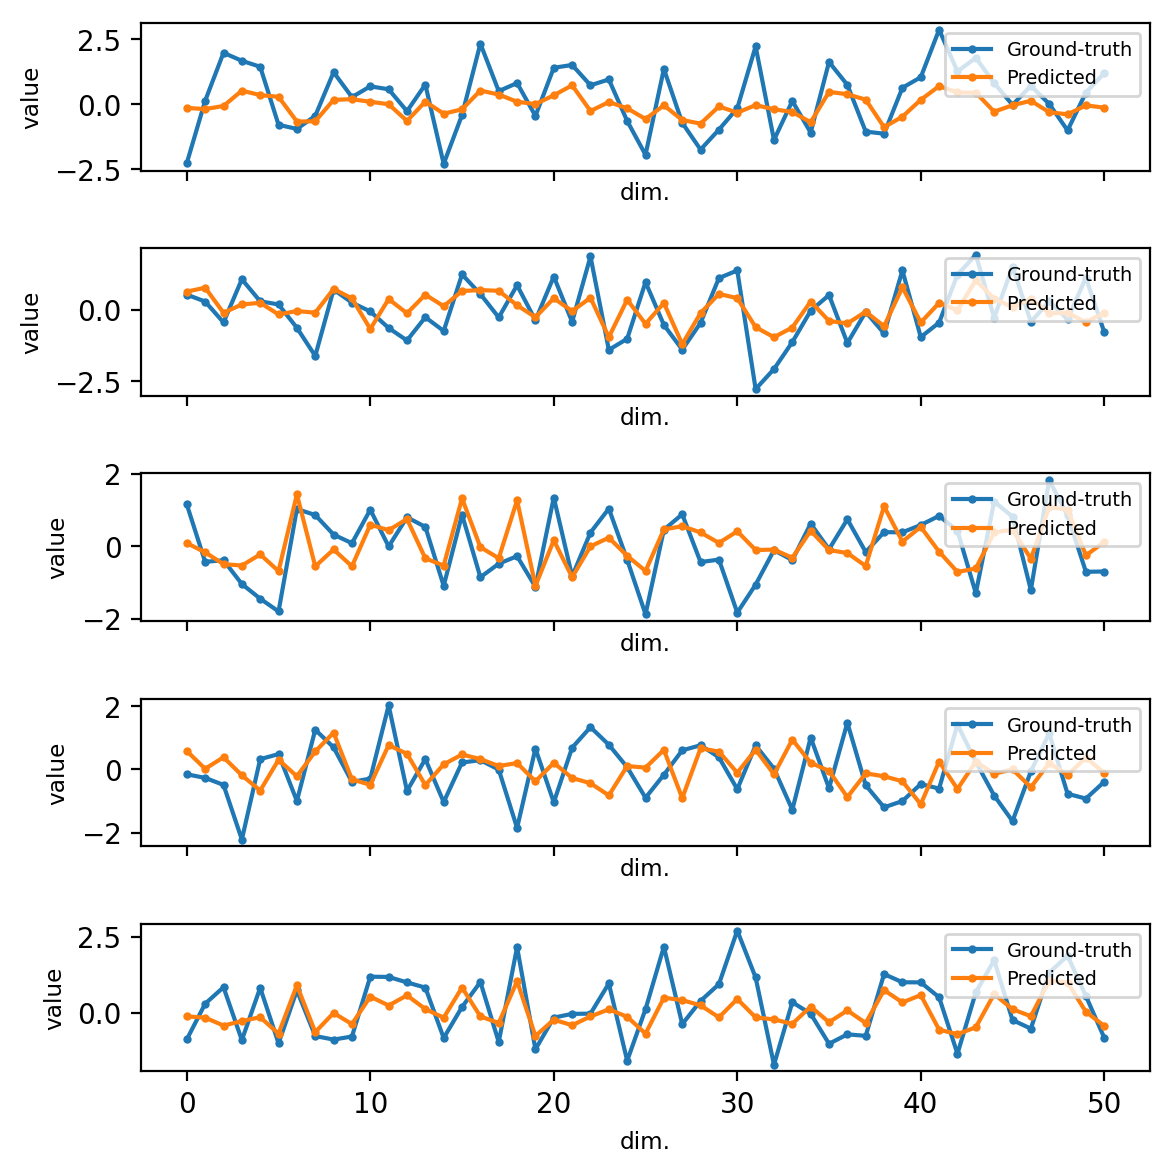 2.5
0.0
−2.5
value
dim.
Ground-truth
Predicted
0.0
−2.5
value
dim.
Ground-truth
Predicted
2
0
−2
value
dim.
Ground-truth
Predicted
2
0
−2
value
dim.
Ground-truth
Predicted
2.5
0.0
value
Ground-truth
Predicted
0 10 20 30 40 50
dim.